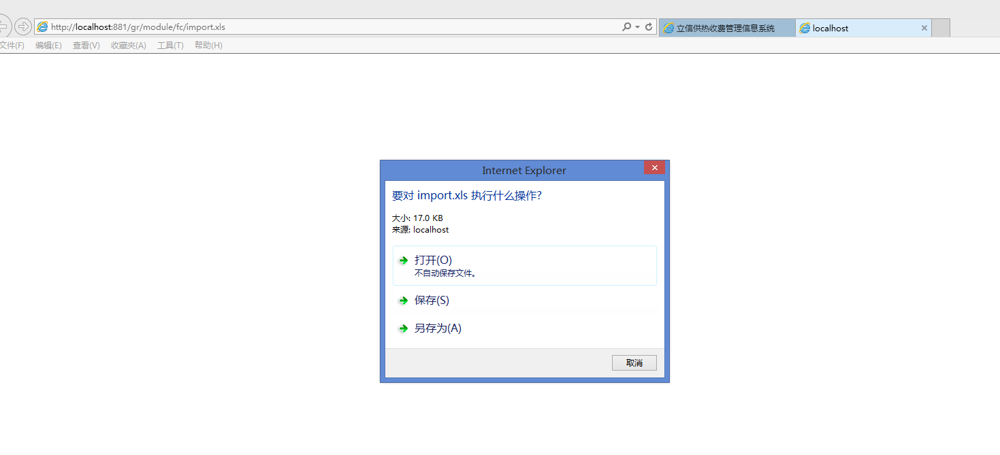 http://localhost:881/gr/module/fc/import.xls
立信供热收费管理信息系统
localhost
文件(F) 编辑(E) 查看(V) 收藏夹(A) 工具(T) 帮助(H)
Internet Explorer
要对 import.xls 执行什么操作?
大小: 17.0 KB
来源: localhost
打开(O)
不自动保存文件。
保存(S)
另存为(A)
取消